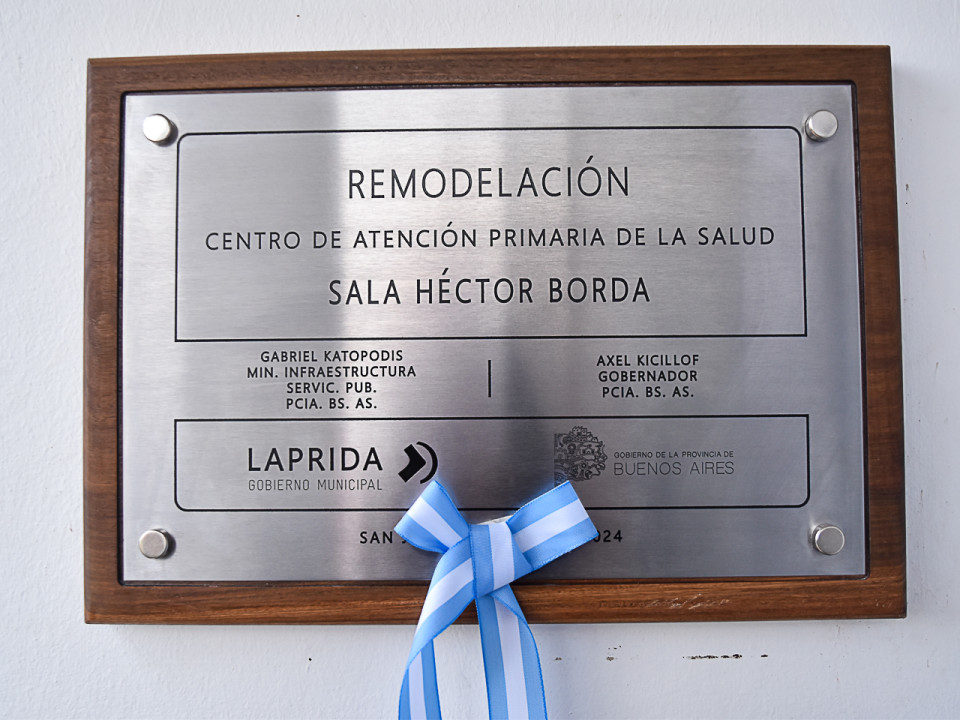 REMODELACIÓN
CENTRO DE ATENCIÓN PRIMARIA DE LA SALUD
SALA HÉCTOR BORDA
GABRIEL KATOPODIS
MIN. INFRAESTRUCTURA
SERVIC. PUB.
PCIA. BS. AS.
AXEL KICILLOF
GOBERNADOR
PCIA. BS. AS.
LAPRIDA
GOBIERNO MUNICIPAL
GOBIERNO DE LA PROVINCIA DE
BUENOS AIRES
SAN